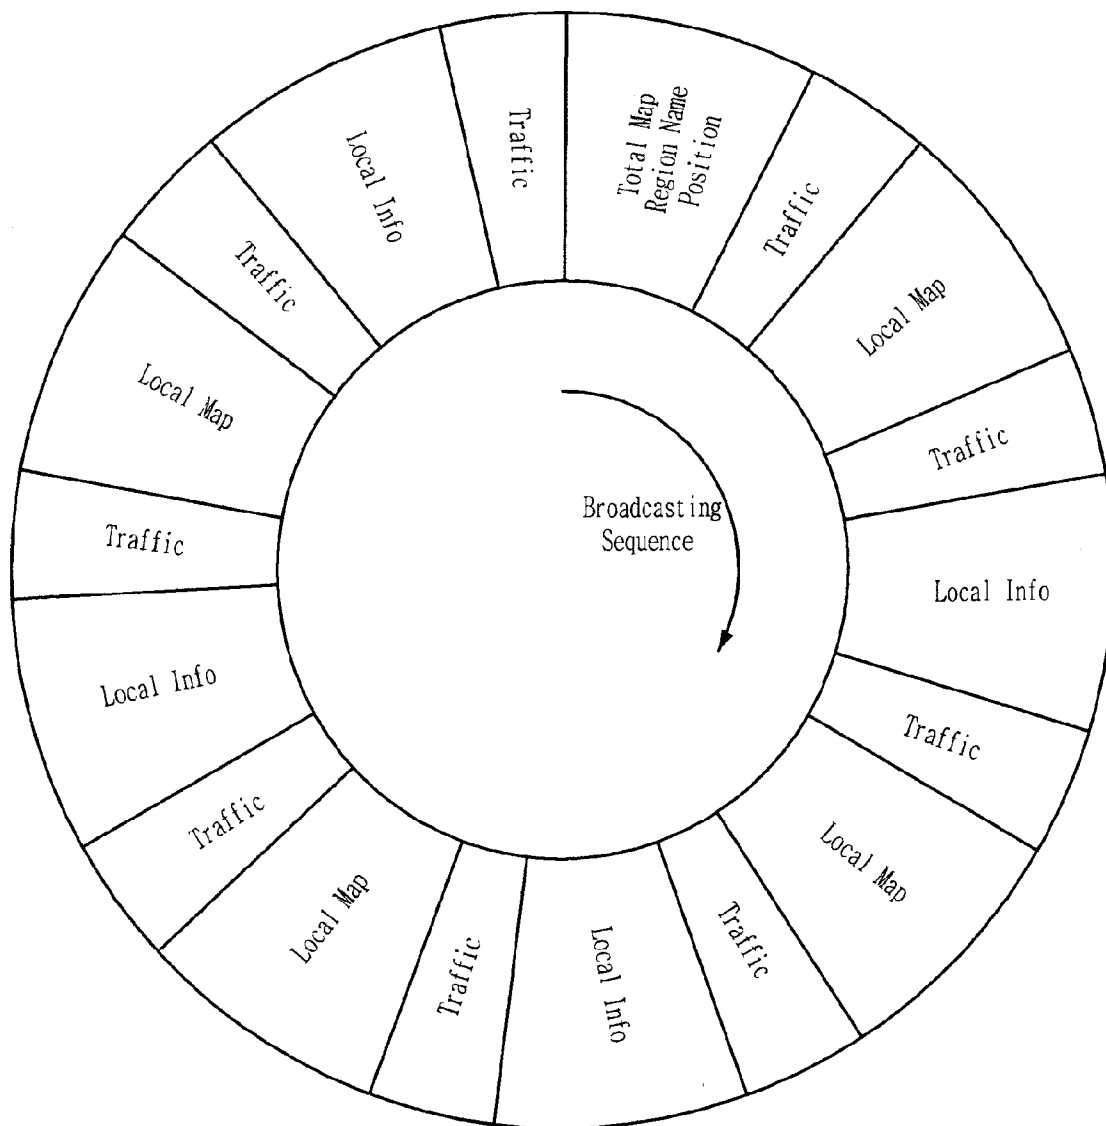 Total Map
Region Name
Position
Traffic
Local Map
Traffic
Local Info
Traffic
Local Map
Traffic
Local Info
Traffic
Local Map
Traffic
Local Info
Traffic
Local Map
Traffic
Local Info
Traffic
Broadcasting
Sequence